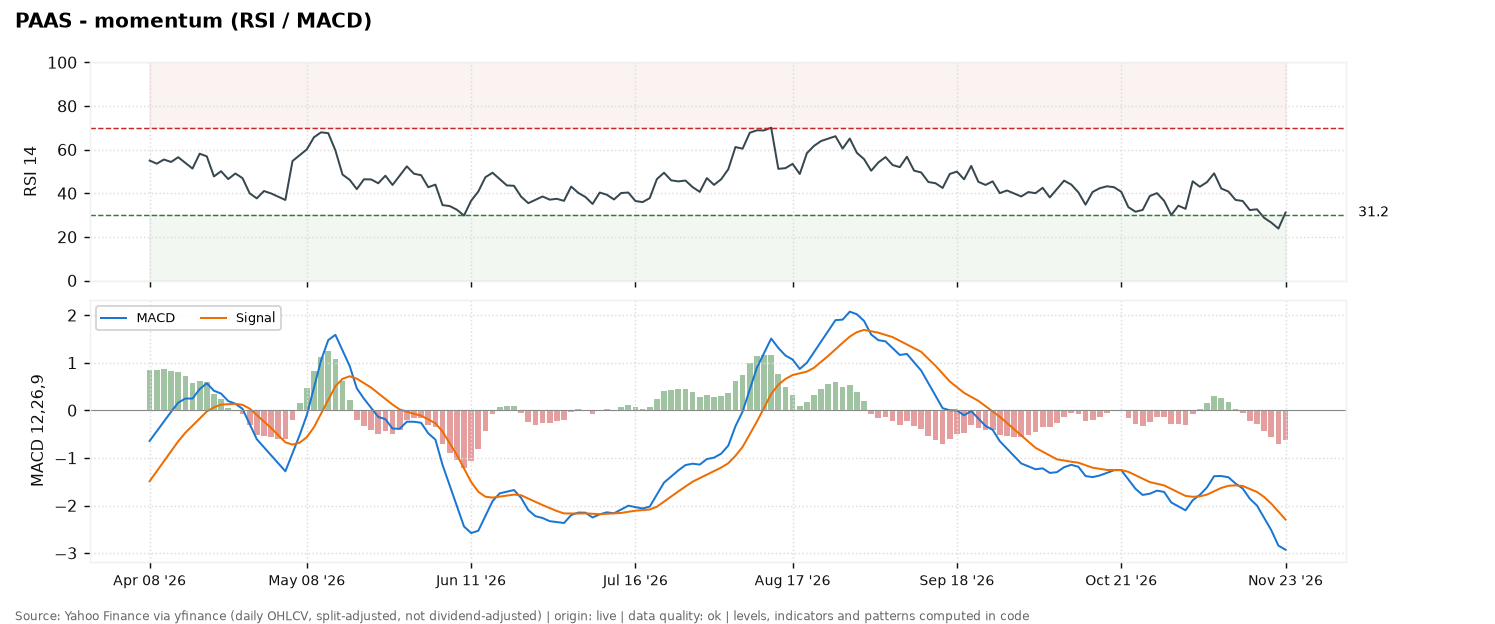 PAAS - momentum (RSI / MACD)
100
80
60
40
20
0
RSI 14
31.2
MACD
Signal
2
1
0
−1
−2
−3
MACD 12,26,9
Apr 08 '26
May 08 '26
Jun 11 '26
Jul 16 '26
Aug 17 '26
Sep 18 '26
Oct 21 '26
Nov 23 '26
Source: Yahoo Finance via yfinance (daily OHLCV, split-adjusted, not dividend-adjusted) | origin: live | data quality: ok | levels, indicators and patterns computed in code